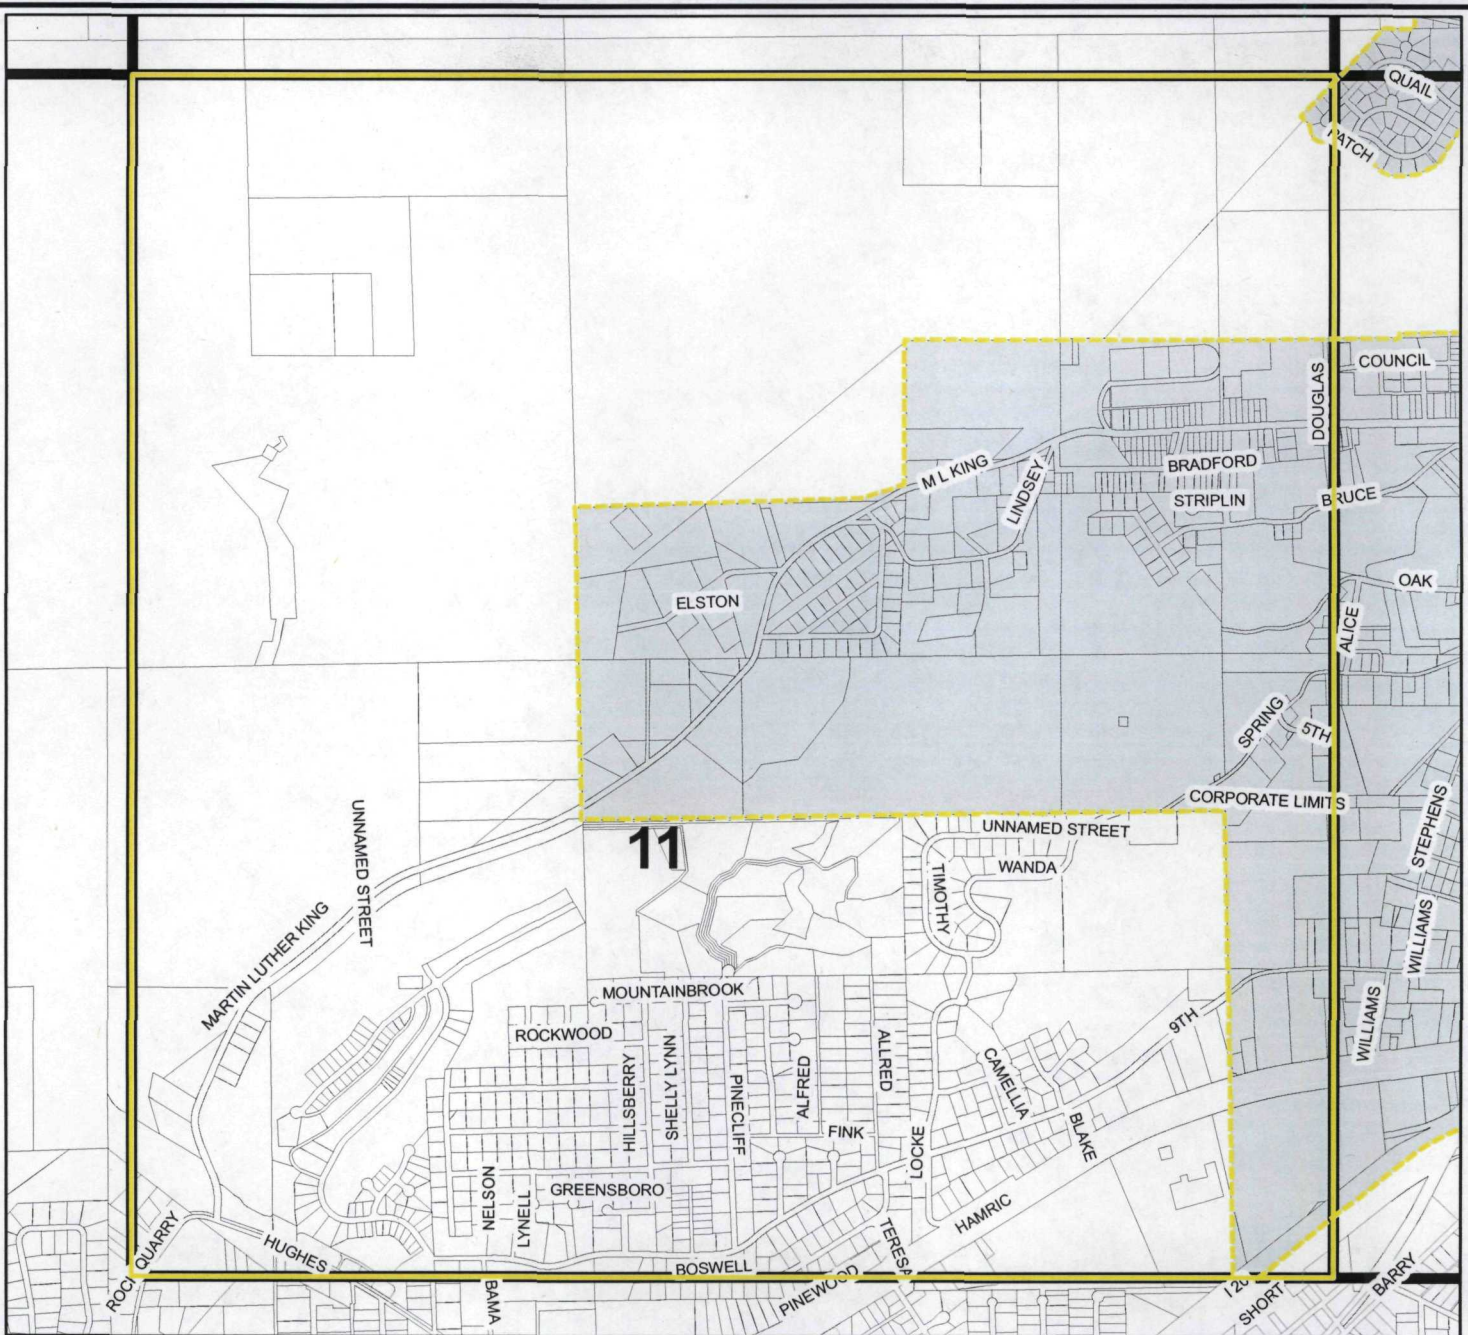 QUAIL
PATCH
COUNCIL
DOUGLAS
M L KING
BRADFORD
LINDSEY
STRIPLIN
BRUCE
OAK
ELSTON
ALICE
SPRING
5TH
CORPORATE LIMITS
STEPHENS
UNNAMED STREET
11
UNNAMED STREET
WANDA
TIMOTHY
WILLIAMS
MARTIN LUTHER KING
MOUNTAINBROOK
ROCKWOOD
9TH
WILLIAMS
HILLSBERRY
SHELLY LYNN
PINECLIFF
ALFRED
ALLRED
CAMELLIA
FINK
BLAKE
LOCKE
NELSON
LYNELL
GREENSBORO
HAMRIC
ROCK QUARRY
HUGHES
TERESA
BOSWELL
PINEWOOD
BAMA
I 20
SHORT
BARRY